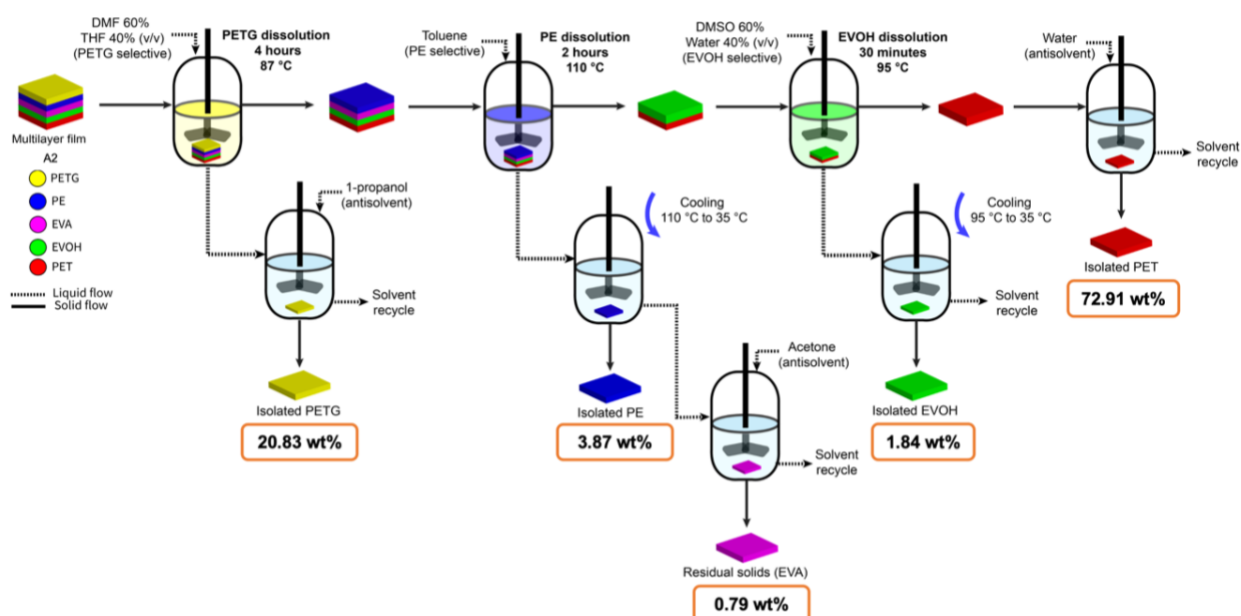 DMF 60%
THF 40% (v/v)
(PETG selective)
PETG dissolution
4 hours
87 °C
Toluene
(PE selective)
PE dissolution
2 hours
110 °C
DMSO 60%
Water 40% (v/v)
(EVOH selective)
EVOH dissolution
30 minutes
95 °C
Water
(antisolvent)
Multilayer film
A2
PETG
PE
EVA
EVOH
PET
Liquid flow
Solid flow
1-propanol
(antisolvent)
Solvent
recycle
Isolated PETG
20.83 wt%
Cooling
110 °C to 35 °C
Isolated PE
3.87 wt%
Acetone
(antisolvent)
Solvent
recycle
Residual solids (EVA)
0.79 wt%
Cooling
95 °C to 35 °C
Solvent
recycle
Isolated EVOH
1.84 wt%
Solvent
recycle
Isolated PET
72.91 wt%